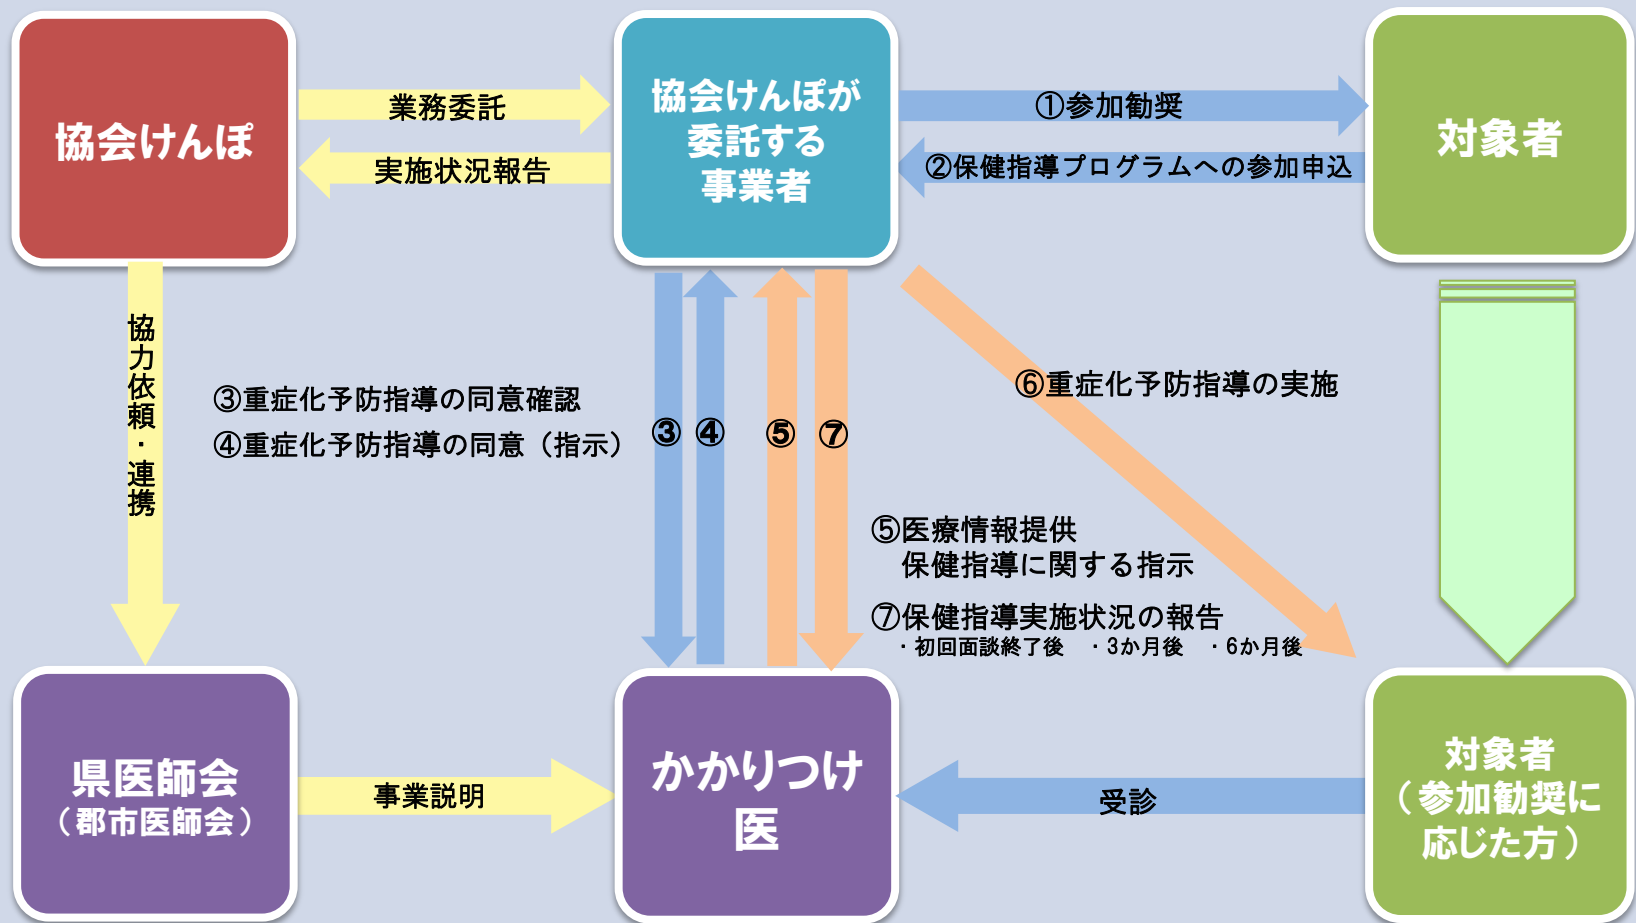 協会けんぽ
業務委託
実施状況報告
協会けんぽが
委託する
事業者
①参加勧奨
②保健指導プログラムへの参加申込
対象者
協力依頼・連携
③重症化予防指導の同意確認
④重症化予防指導の同意（指示）
③
④
⑤
⑦
⑥重症化予防指導の実施
⑤医療情報提供
保健指導に関する指示
⑦保健指導実施状況の報告
・初回面談終了後　・3か月後　・6か月後
県医師会
（郡市医師会）
事業説明
かかりつけ
医
受診
対象者
（参加勧奨に
応じた方）